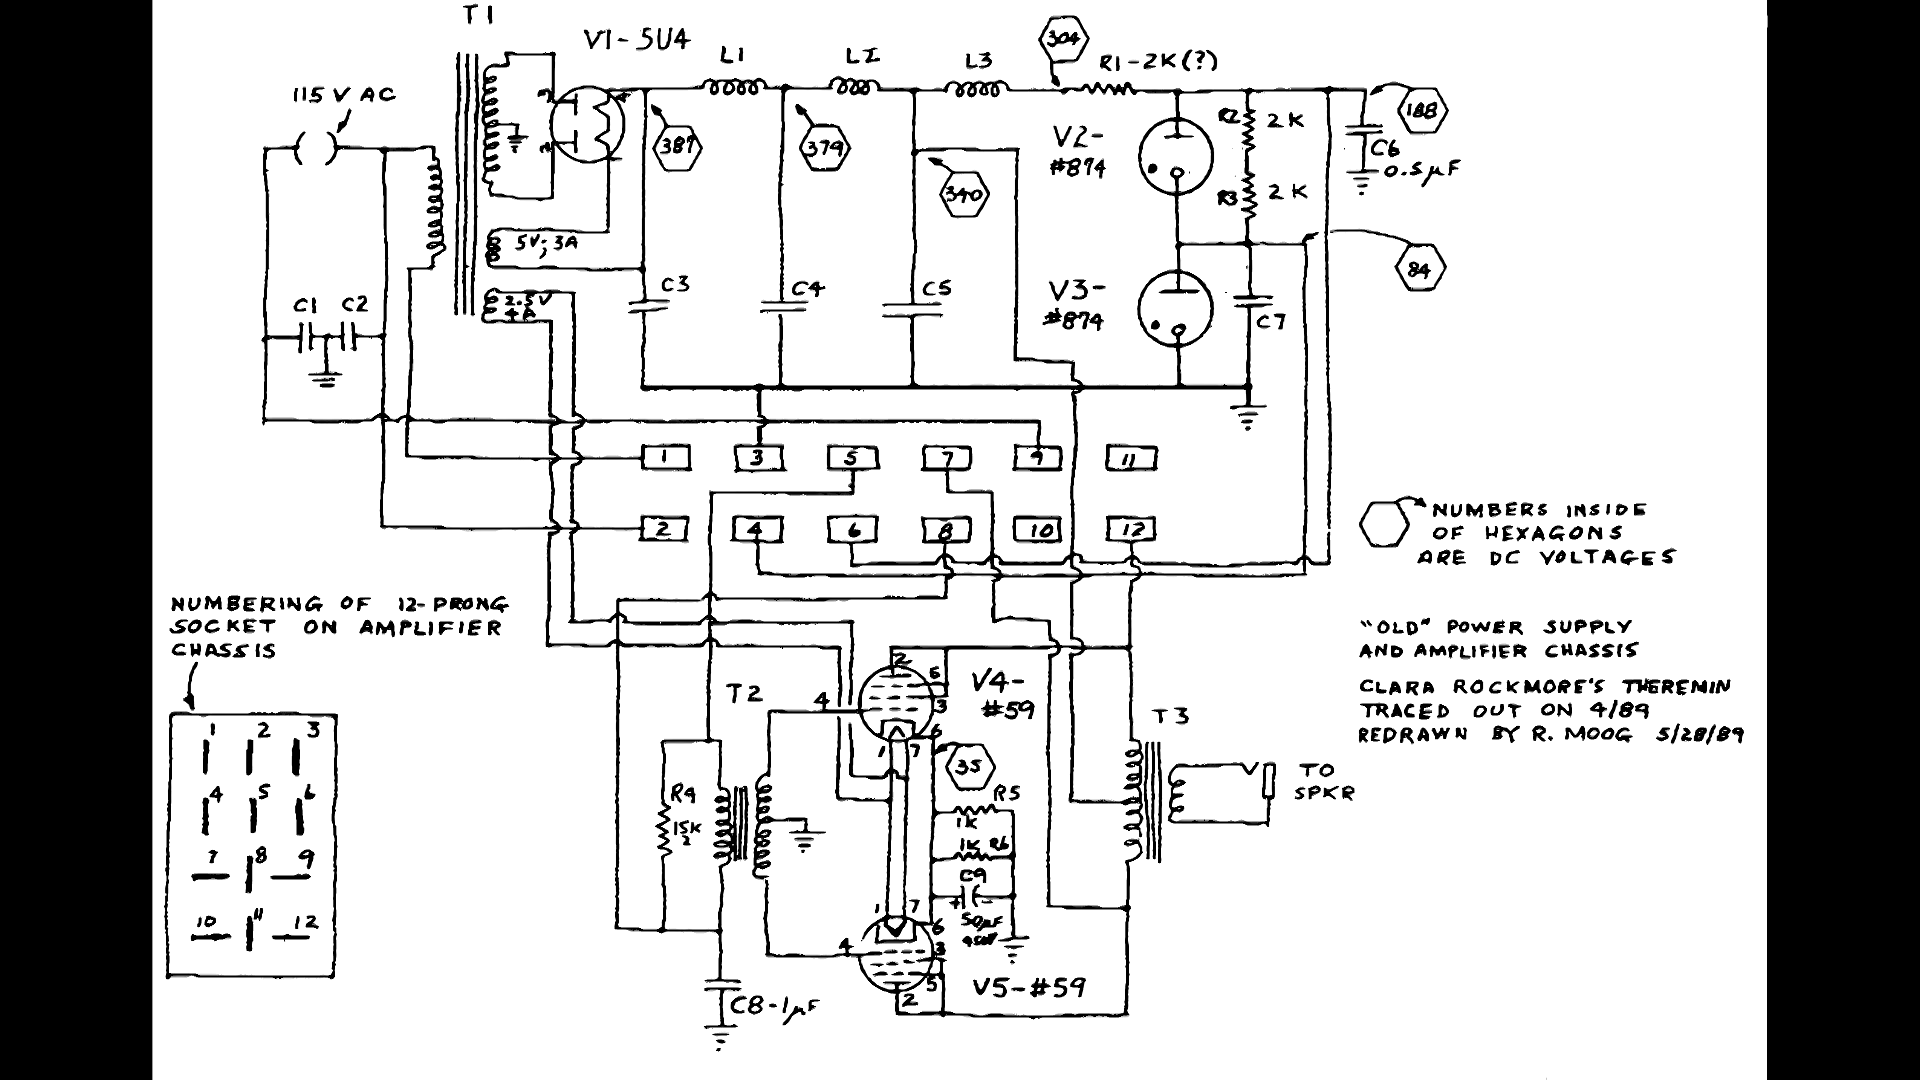 T1
V1-5U4
L1
L2
L3
304
R1-2K(?)
115 V AC
387
379
340
V2-
#874
R2
2K
R3
2K
188
C6
0.5µF
5V; 3A
2.5V
4A
84
C1
C2
C3
C4
C5
V3-
#874
C7
1
3
5
7
9
11
2
4
6
8
10
12
NUMBERS INSIDE
OF HEXAGONS
ARE DC VOLTAGES
NUMBERING OF 12-PRONG
SOCKET ON AMPLIFIER
CHASSIS
"OLD" POWER SUPPLY
AND AMPLIFIER CHASSIS
CLARA ROCKMORE'S THEREMIN
TRACED OUT ON 4/89
REDRAWN BY R. MOOG 5/28/89
1 2 3
4 5 6
7 8 9
10 11 12
T2
4
2
5
3
V4-
#59
1
7
6
35
T3
TO
SPKR
R4
15K
2
R5
1K
1K R6
C9
+ -
50µF
1
7
6
4
3
5
2
V5-#59
C8-1µF